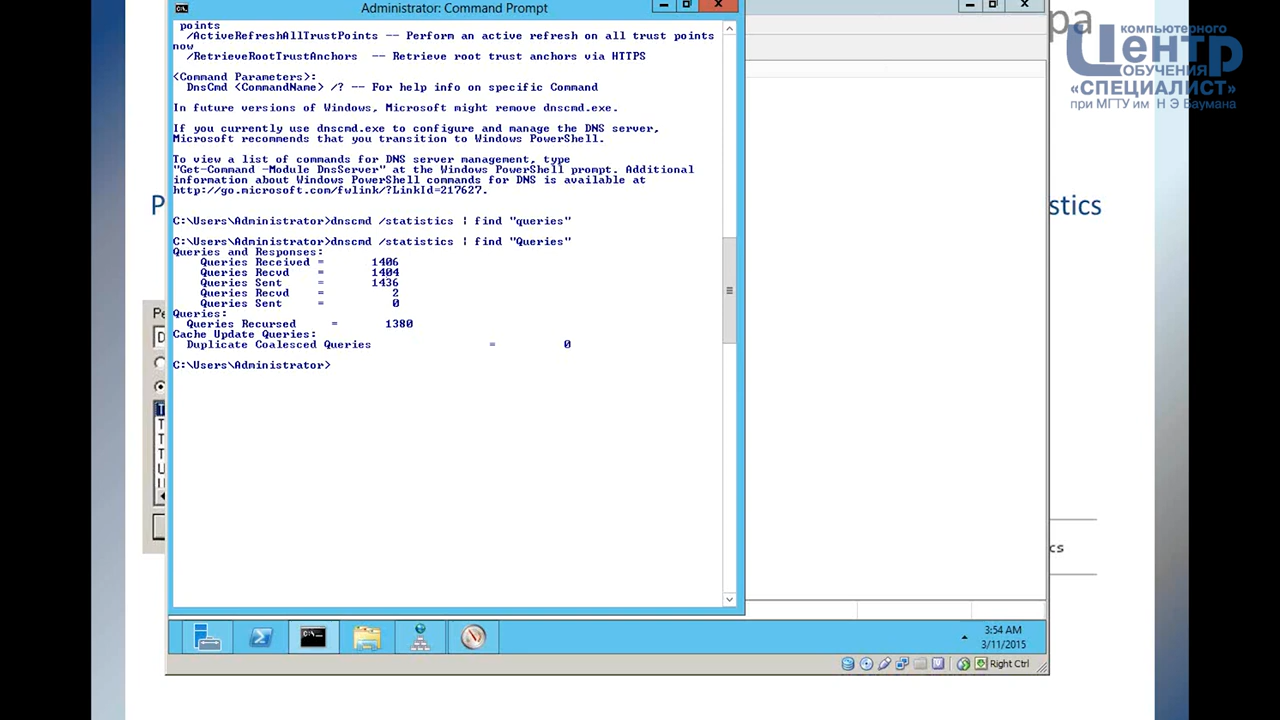 Administrator: Command Prompt
points
/ActiveRefreshAllTrustPoints -- Perform an active refresh on all trust points
now
/RetrieveRootTrustAnchors -- Retrieve root trust anchors via HTTPS
<Command Parameters>:
DnsCmd <CommandName> /? -- For help info on specific Command
In future versions of Windows, Microsoft might remove dnscmd.exe.
If you currently use dnscmd.exe to configure and manage the DNS server,
Microsoft recommends that you transition to Windows PowerShell.
To view a list of commands for DNS server management, type
"Get-Command -Module DnsServer" at the Windows PowerShell prompt. Additional
information about Windows PowerShell commands for DNS is available at
http://go.microsoft.com/fwlink/?LinkId=217627.
C:\Users\Administrator>dnscmd /statistics | find "queries"
C:\Users\Administrator>dnscmd /statistics | find "Queries"
Queries and Responses:
Queries Received = 1406
Queries Recvd = 1404
Queries Sent = 1436
Queries Recvd = 2
Queries Sent = 0
Queries:
Queries Recursed = 1380
Cache Update Queries:
Duplicate Coalesced Queries = 0
C:\Users\Administrator>
3:54 AM
3/11/2015
Right Ctrl
компьютерного
Центр
ОБУЧЕНИЯ
«СПЕЦИАЛИСТ»
при МГТУ им Н Э Баумана
ра
stics
cs